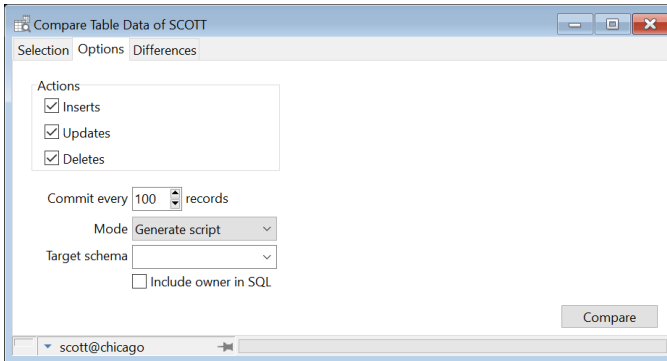 Compare Table Data of SCOTT
Selection Options Differences
Actions
Inserts
Updates
Deletes
Commit every 100 records
Mode Generate script
Target schema
Include owner in SQL
Compare
scott@chicago